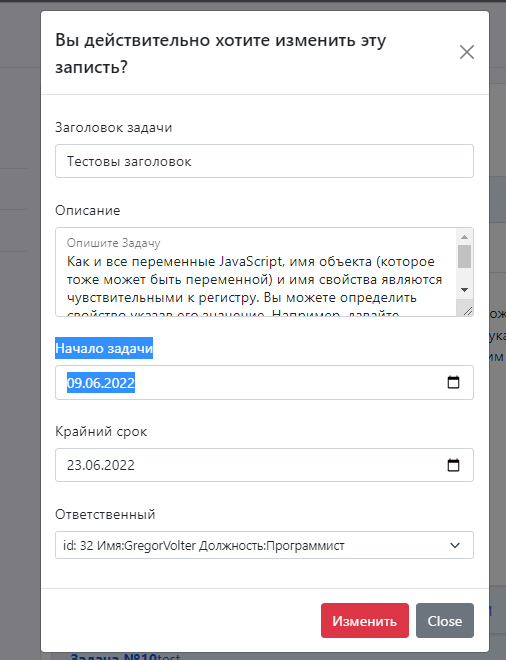 Вы действительно хотите изменить эту
запистъ?
Заголовок задачи
Тестовы заголовок
Описание
Опишите Задачу
Как и все переменные JavaScript, имя объекта (которое
тоже может быть переменной) и имя свойства являются
чувствительными к регистру. Вы можете определить
свойство указав его значение. Например, давайте
Начало задачи
09.06.2022
Крайний срок
23.06.2022
Ответственный
id: 32 Имя:GregorVolter Должность:Программист
Изменить
Close
Задача №10test